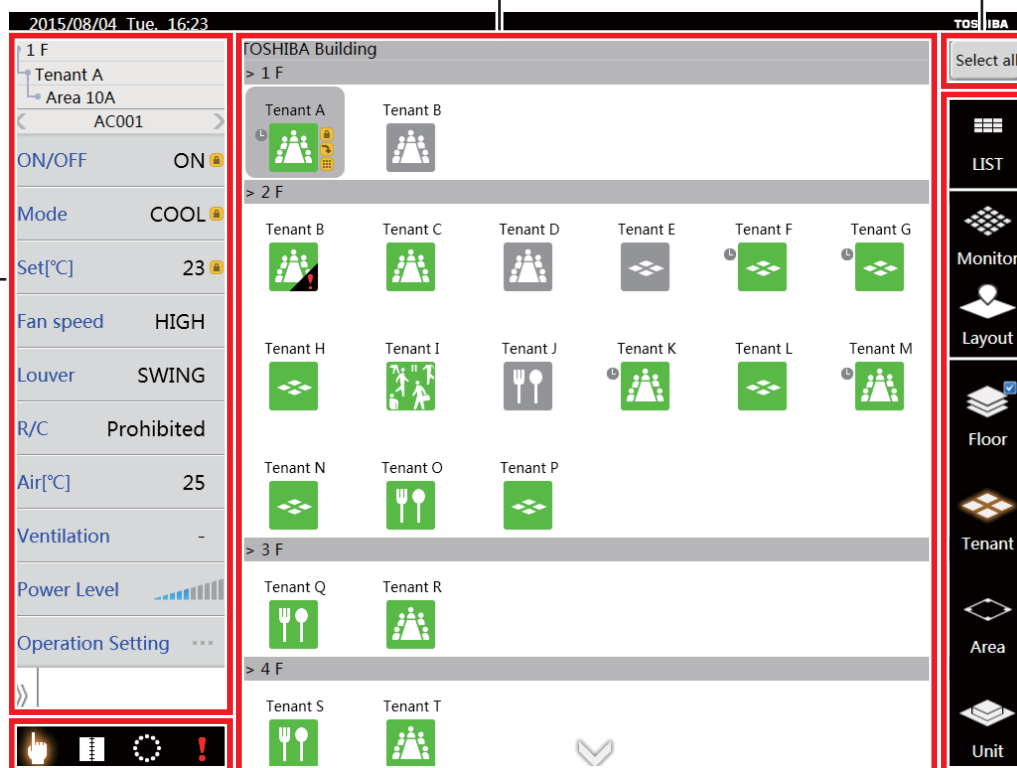 2015/08/04 Tue. 16:23
TOSHIBA
1 F
Tenant A
Area 10A
AC001
ON/OFF ON
Mode COOL
Set[°C] 23
Fan speed HIGH
Louver SWING
R/C Prohibited
Air[°C] 25
Ventilation -
Power Level
Operation Setting ...
TOSHIBA Building
> 1 F
Tenant A Tenant B
> 2 F
Tenant B Tenant C Tenant D Tenant E Tenant F Tenant G
Tenant H Tenant I Tenant J Tenant K Tenant L Tenant M
Tenant N Tenant O Tenant P
> 3 F
Tenant Q Tenant R
> 4 F
Tenant S Tenant T
Select all
LIST
Monitor
Layout
Floor
Tenant
Area
Unit